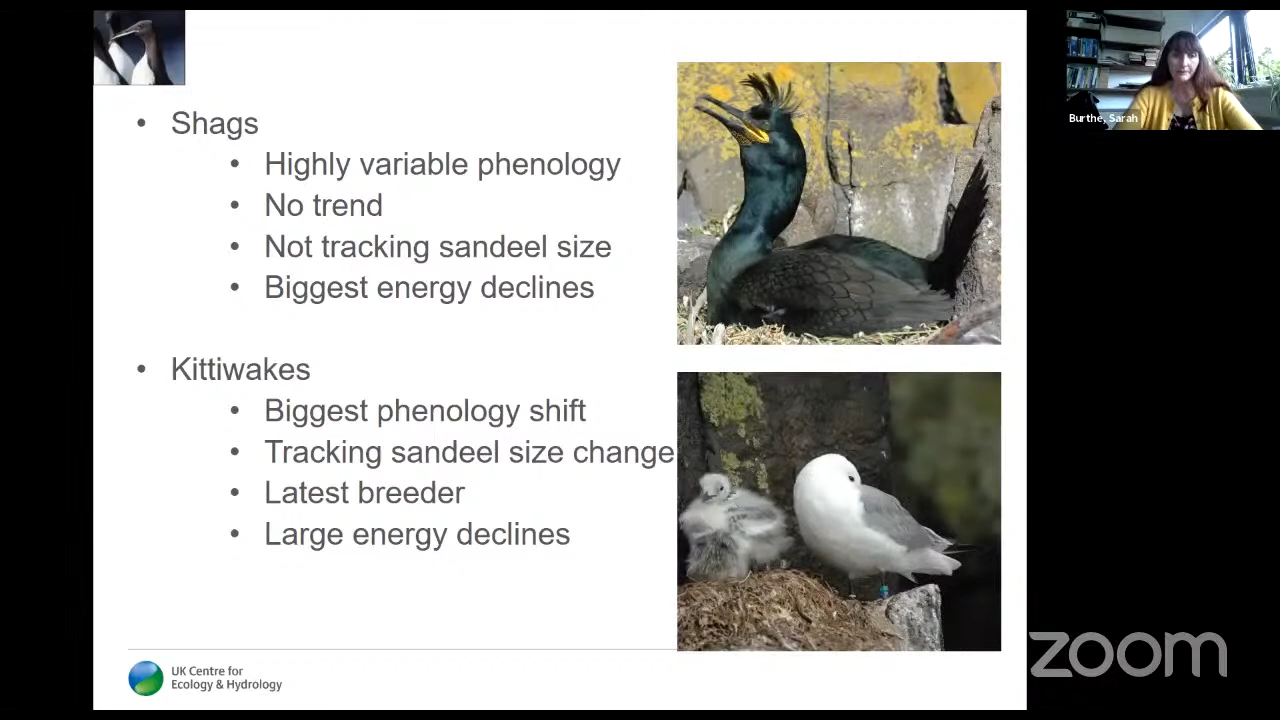 • Shags
• Highly variable phenology
• No trend
• Not tracking sandeel size
• Biggest energy declines
• Kittiwakes
• Biggest phenology shift
• Tracking sandeel size change
• Latest breeder
• Large energy declines
UK Centre for
Ecology & Hydrology
Burthe, Sarah
zoom